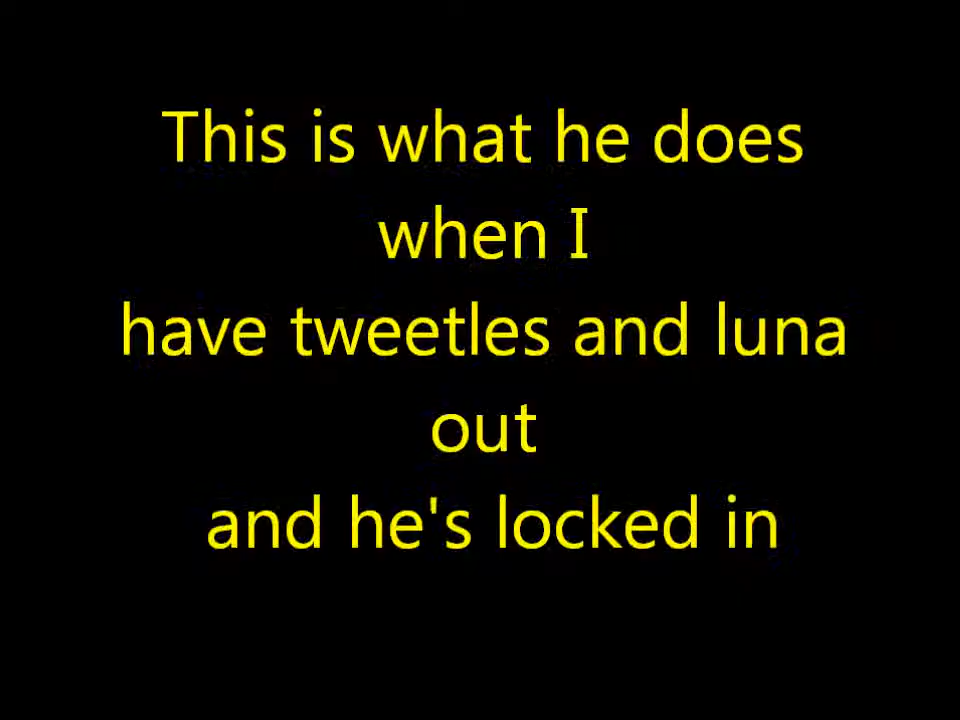 This is what he does
when I
have tweetles and luna
out
and he's locked in